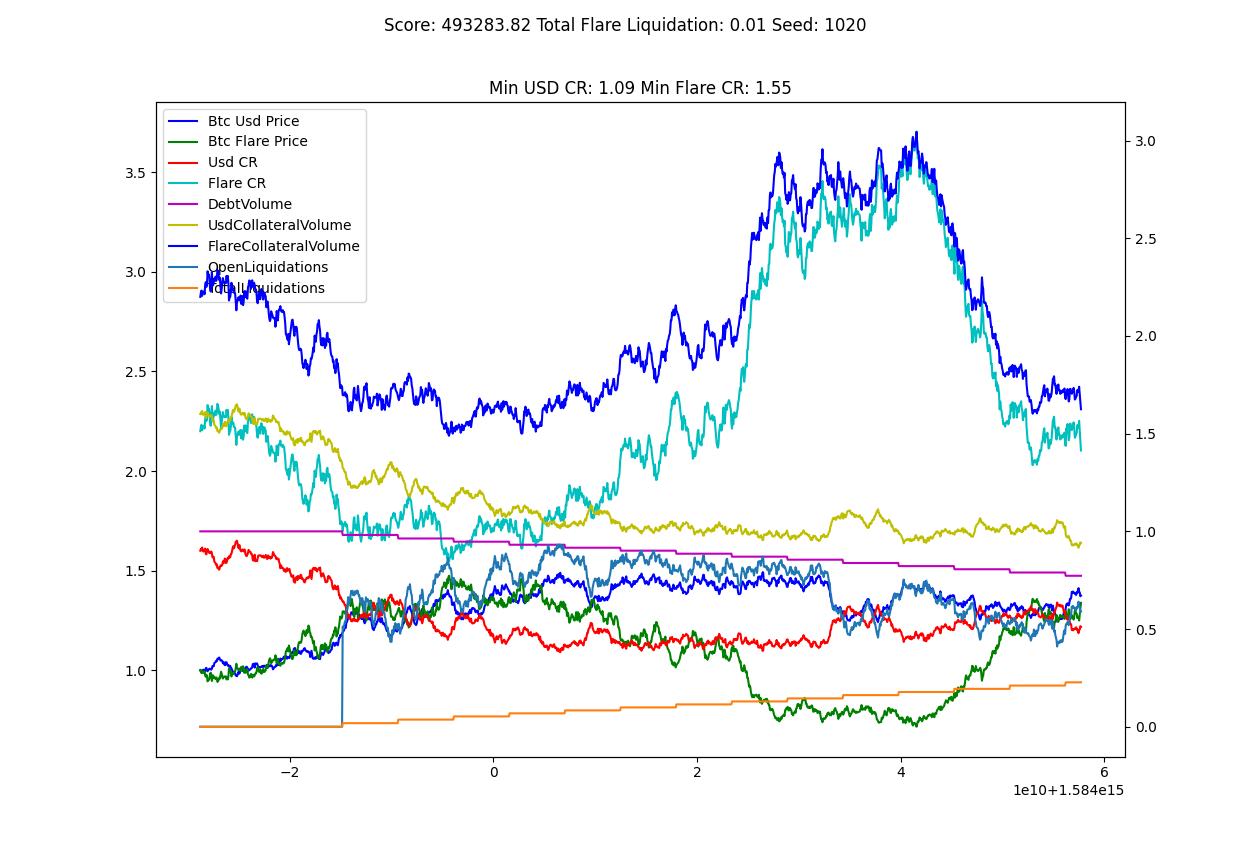 Score: 493283.82 Total Flare Liquidation: 0.01 Seed: 1020
Min USD CR: 1.09 Min Flare CR: 1.55
Btc Usd Price
Btc Flare Price
Usd CR
Flare CR
DebtVolume
UsdCollateralVolume
FlareCollateralVolume
OpenLiquidations
TotalLiquidations
3.5
3.0
2.5
2.0
1.5
1.0
3.0
2.5
2.0
1.5
1.0
0.5
0.0
−2
0
2
4
6
1e10+1.584e15